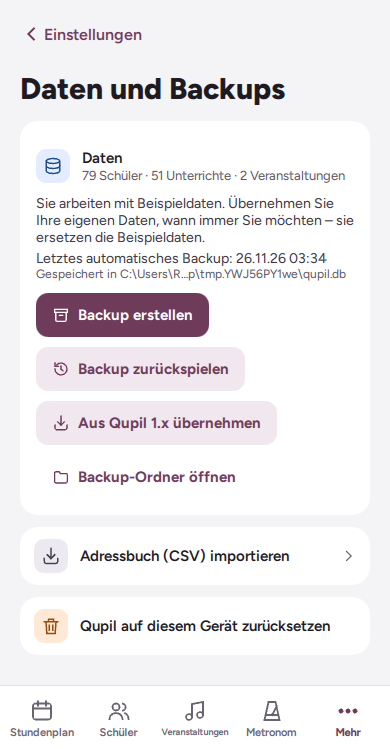 Einstellungen
Daten und Backups
Daten
79 Schüler · 51 Unterrichte · 2 Veranstaltungen
Sie arbeiten mit Beispieldaten. Übernehmen Sie
Ihre eigenen Daten, wann immer Sie möchten – sie
ersetzen die Beispieldaten.
Letztes automatisches Backup: 26.11.26 03:34
Gespeichert in C:\Users\R…p\tmp.YWJ56PY1we\qupil.db
Backup erstellen
Backup zurückspielen
Aus Qupil 1.x übernehmen
Backup-Ordner öffnen
Adressbuch (CSV) importieren
Qupil auf diesem Gerät zurücksetzen
Stundenplan
Schüler
Veranstaltungen
Metronom
Mehr